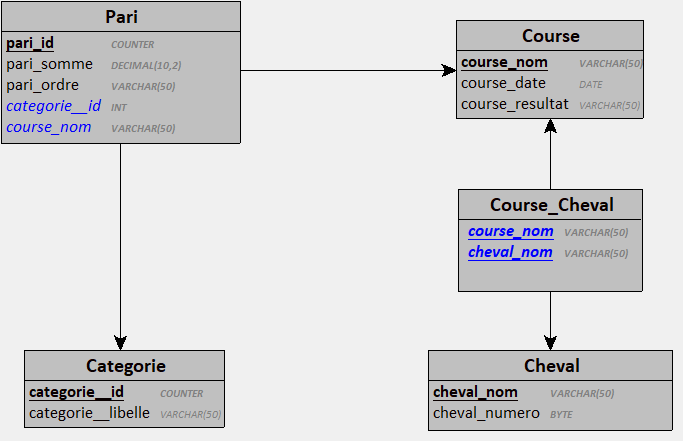 Pari
pari_id COUNTER
pari_somme DECIMAL(10,2)
pari_ordre VARCHAR(50)
categorie__id INT
course_nom VARCHAR(50)
Course
course_nom VARCHAR(50)
course_date DATE
course_resultat VARCHAR(50)
Course_Cheval
course_nom VARCHAR(50)
cheval_nom VARCHAR(50)
Categorie
categorie__id COUNTER
categorie__libelle VARCHAR(50)
Cheval
cheval_nom VARCHAR(50)
cheval_numero BYTE